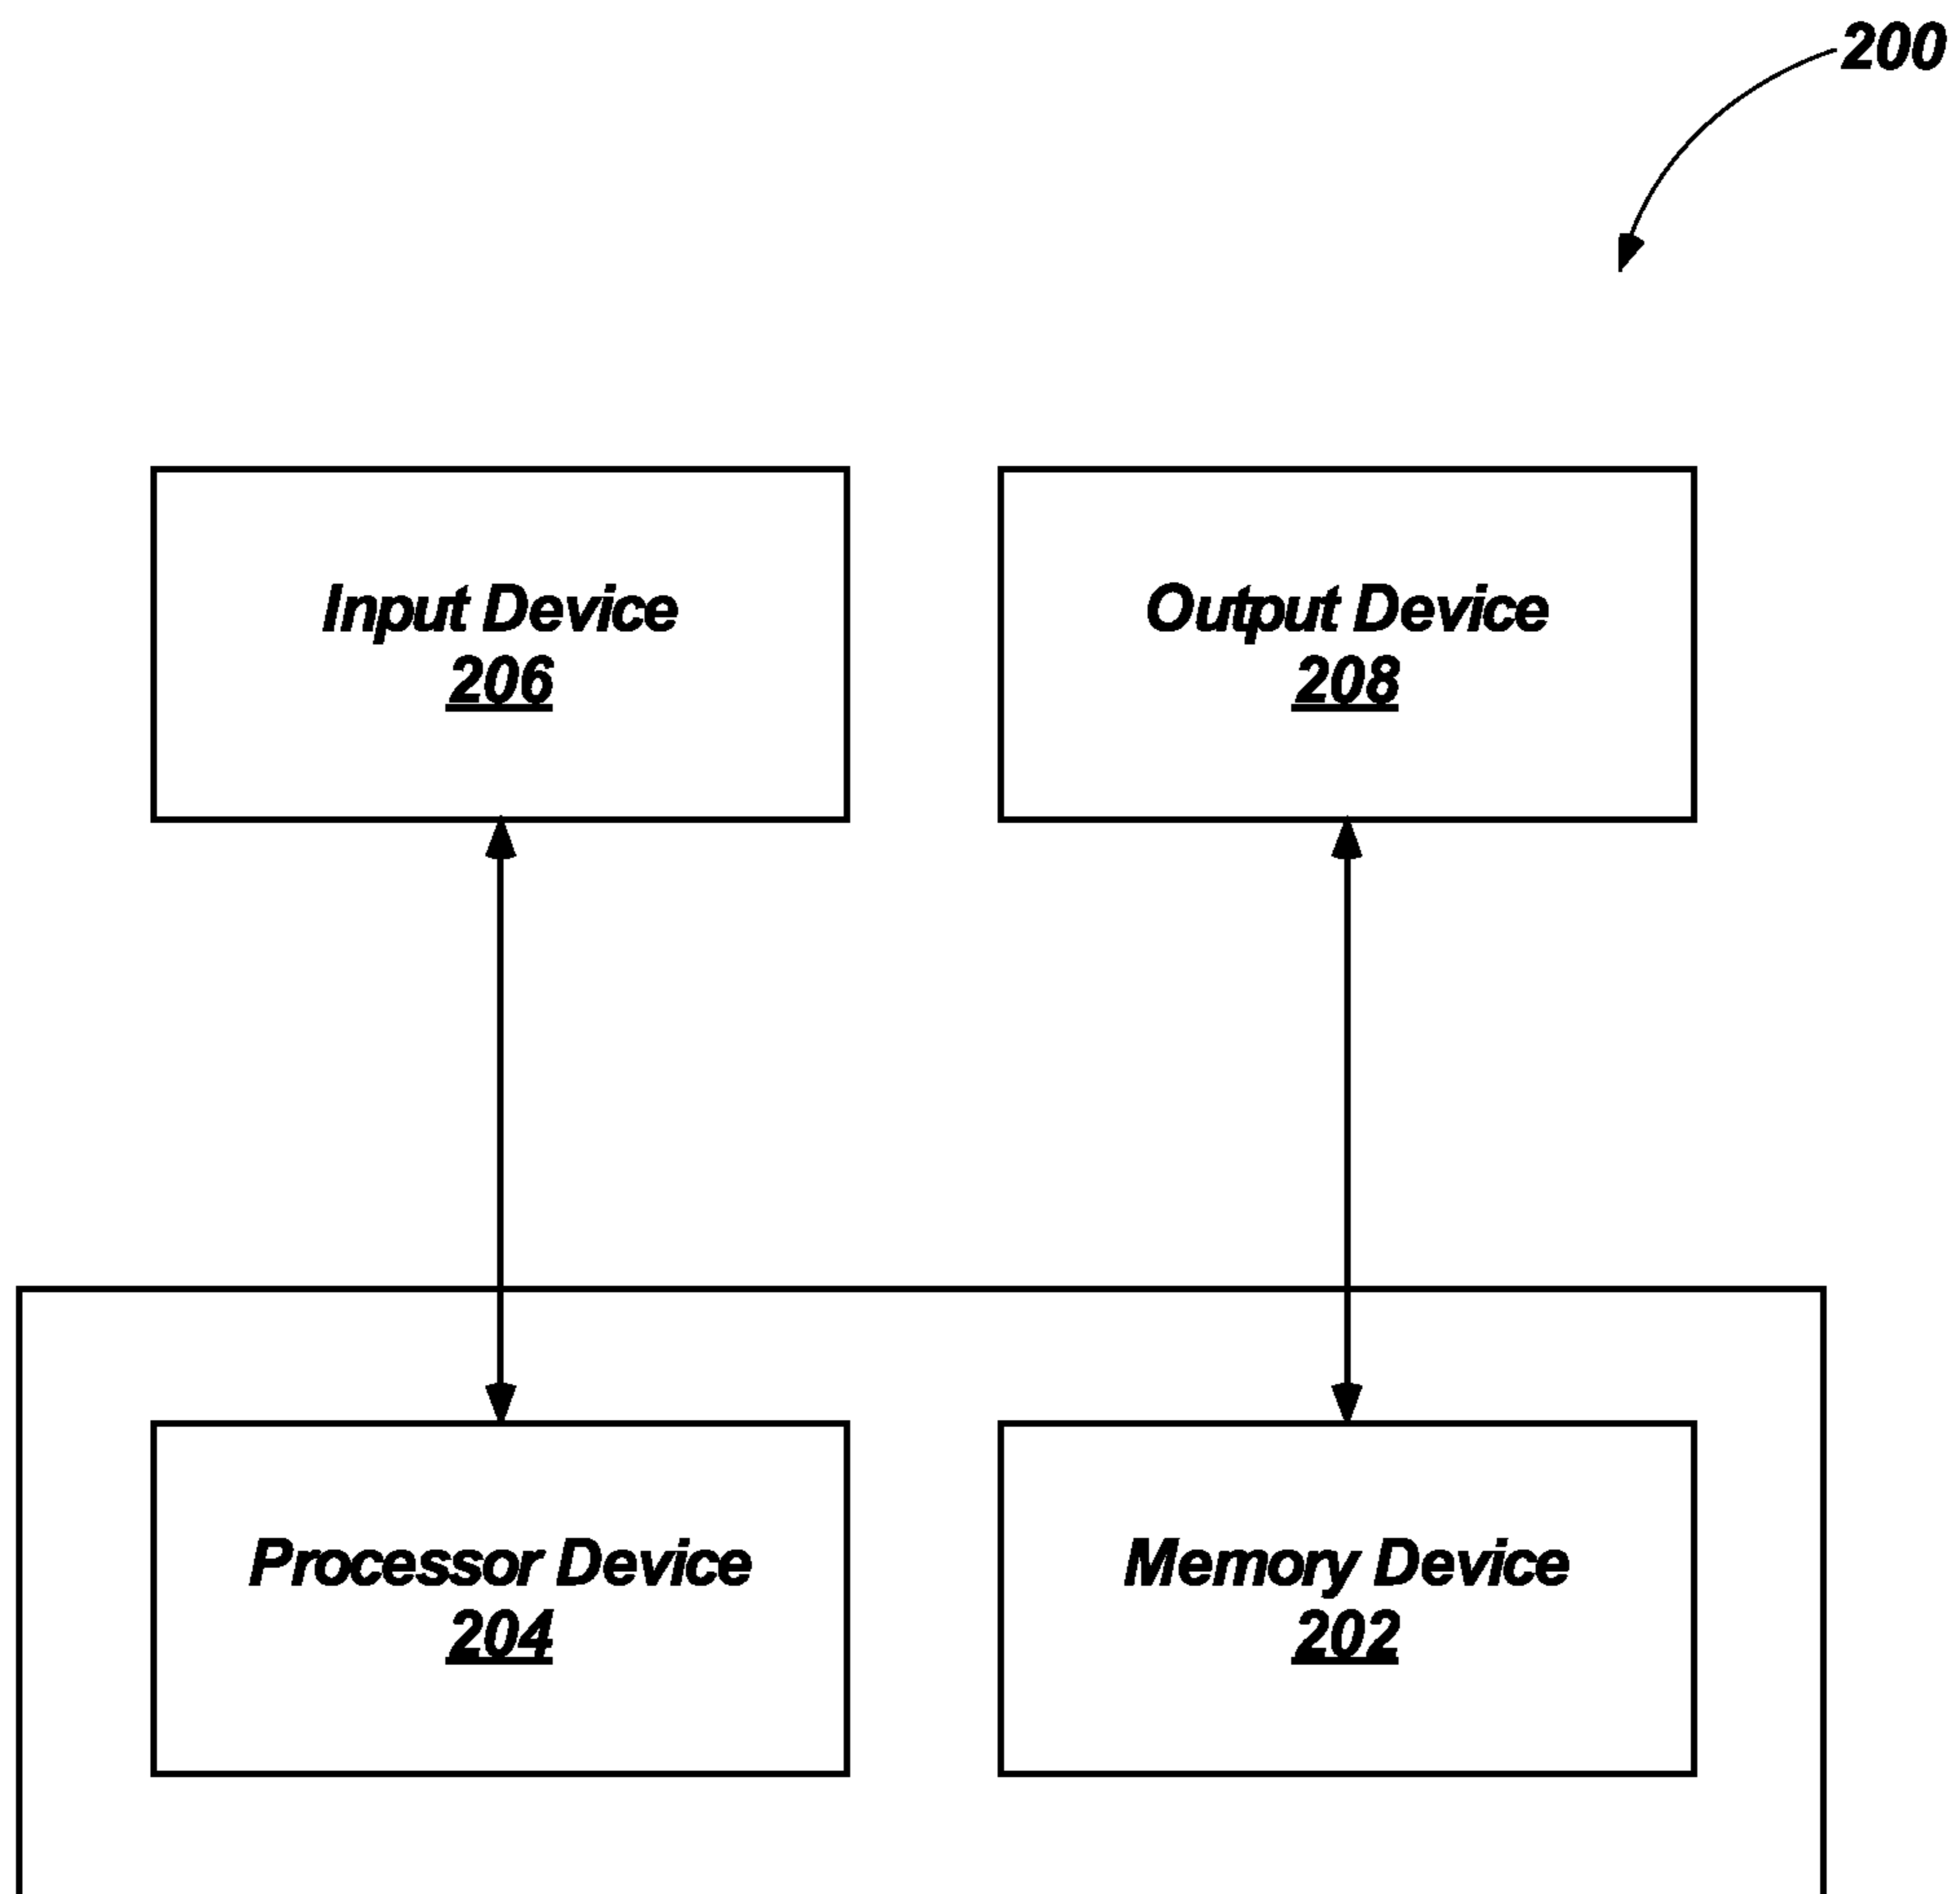 200
Input Device
206
Output Device
208
Processor Device
204
Memory Device
202